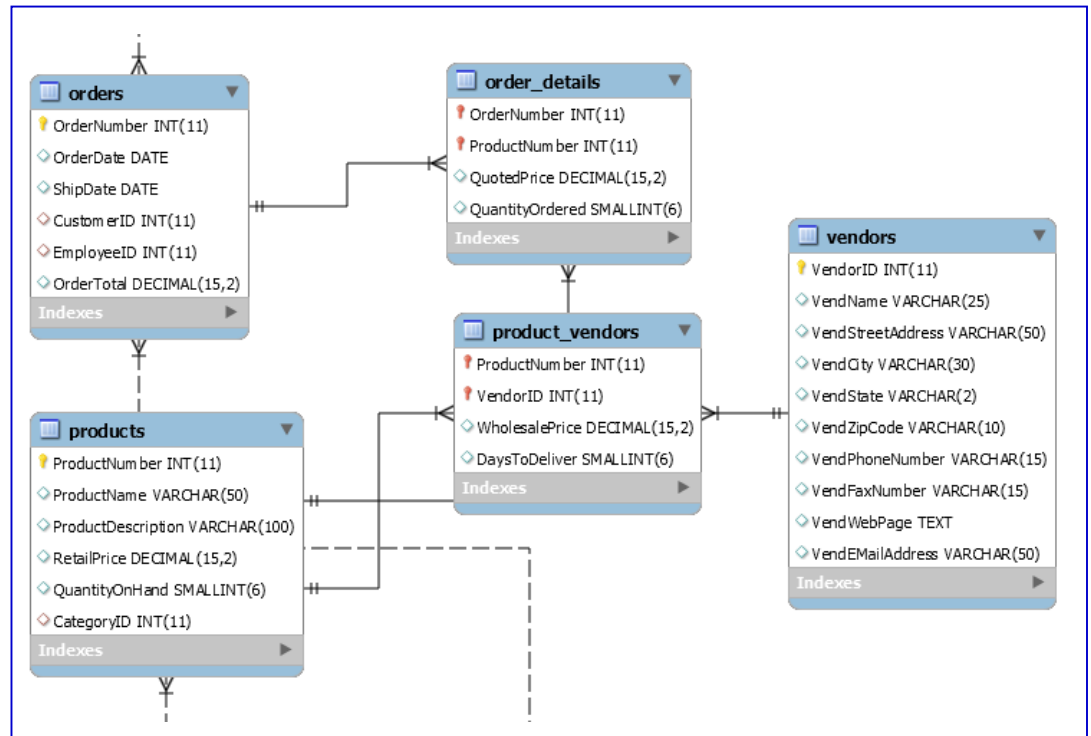 orders
OrderNumber INT(11)
OrderDate DATE
ShipDate DATE
CustomerID INT(11)
EmployeeID INT(11)
OrderTotal DECIMAL(15,2)
Indexes
order_details
OrderNumber INT(11)
ProductNumber INT(11)
QuotedPrice DECIMAL(15,2)
QuantityOrdered SMALLINT(6)
Indexes
products
ProductNumber INT(11)
ProductName VARCHAR(50)
ProductDescription VARCHAR(100)
RetailPrice DECIMAL(15,2)
QuantityOnHand SMALLINT(6)
CategoryID INT(11)
Indexes
product_vendors
ProductNumber INT(11)
VendorID INT(11)
WholesalePrice DECIMAL(15,2)
DaysToDeliver SMALLINT(6)
Indexes
vendors
VendorID INT(11)
VendName VARCHAR(25)
VendStreetAddress VARCHAR(50)
VendCity VARCHAR(30)
VendState VARCHAR(2)
VendZipCode VARCHAR(10)
VendPhoneNumber VARCHAR(15)
VendFaxNumber VARCHAR(15)
VendWebPage TEXT
VendEMailAddress VARCHAR(50)
Indexes